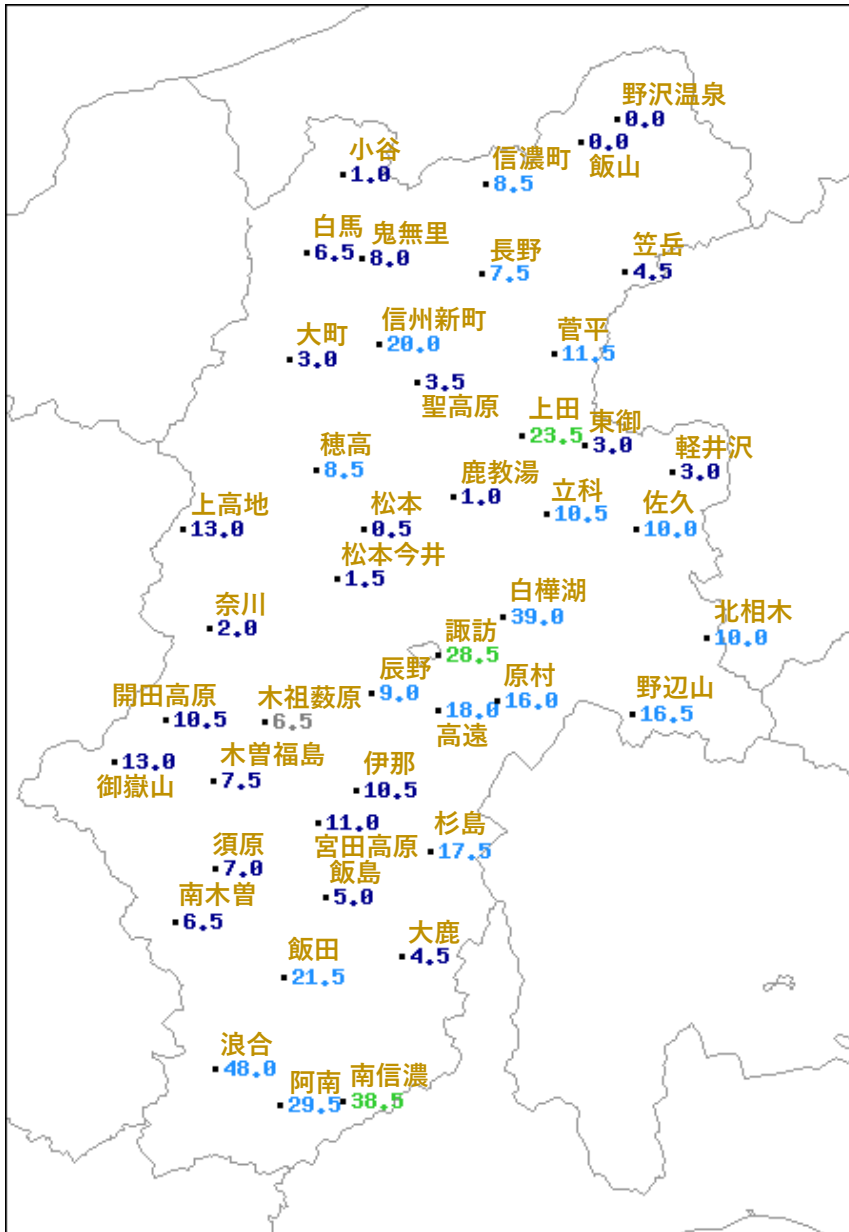 野沢温泉
0.0
0.0
飯山
小谷
1.0
信濃町
8.5
白馬
6.5
鬼無里
8.0
長野
7.5
笠岳
4.5
大町
3.0
信州新町
20.0
菅平
11.5
3.5
聖高原
上田
23.5
東御
3.0
軽井沢
3.0
穂高
8.5
鹿教湯
1.0
立科
10.5
佐久
10.0
上高地
13.0
松本
0.5
松本今井
1.5
奈川
2.0
白樺湖
39.0
北相木
10.0
諏訪
28.5
辰野
9.0
原村
16.0
18.0
高遠
野辺山
16.5
開田高原
10.5
木祖薮原
6.5
13.0
御嶽山
木曽福島
7.5
伊那
10.5
11.0
宮田高原
杉島
17.5
須原
7.0
飯島
5.0
南木曽
6.5
飯田
21.5
大鹿
4.5
浪合
48.0
阿南
29.5
南信濃
38.5